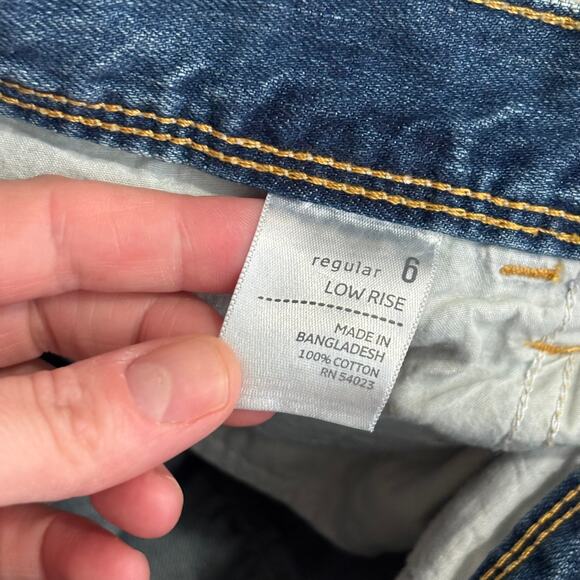 regular 6
LOW RISE
MADE IN
BANGLADESH
100% COTTON
RN 54023